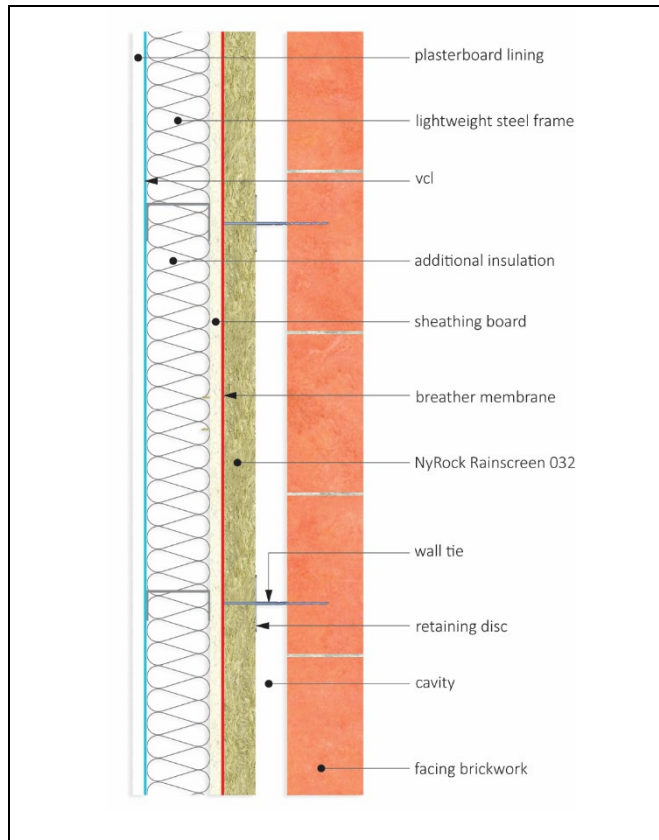 plasterboard lining
lightweight steel frame
vcl
additional insulation
sheathing board
breather membrane
NyRock Rainscreen 032
wall tie
retaining disc
cavity
facing brickwork